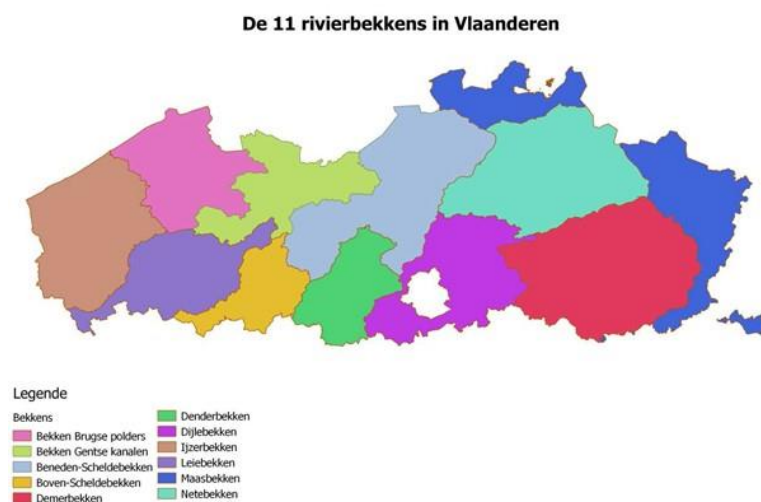 De 11 rivierbekkens in Vlaanderen
Legende
Bekkens
Bekken Brugse polders
Bekken Gentse kanalen
Beneden-Scheldebekken
Boven-Scheldebekken
Demerbekken
Denderbekken
Dijlebekken
Ijzerbekken
Leiebekken
Maasbekken
Netebekken